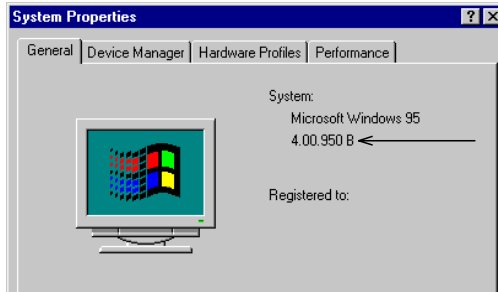 System Properties
General Device Manager Hardware Profiles Performance
System:
Microsoft Windows 95
4.00.950 B
Registered to: